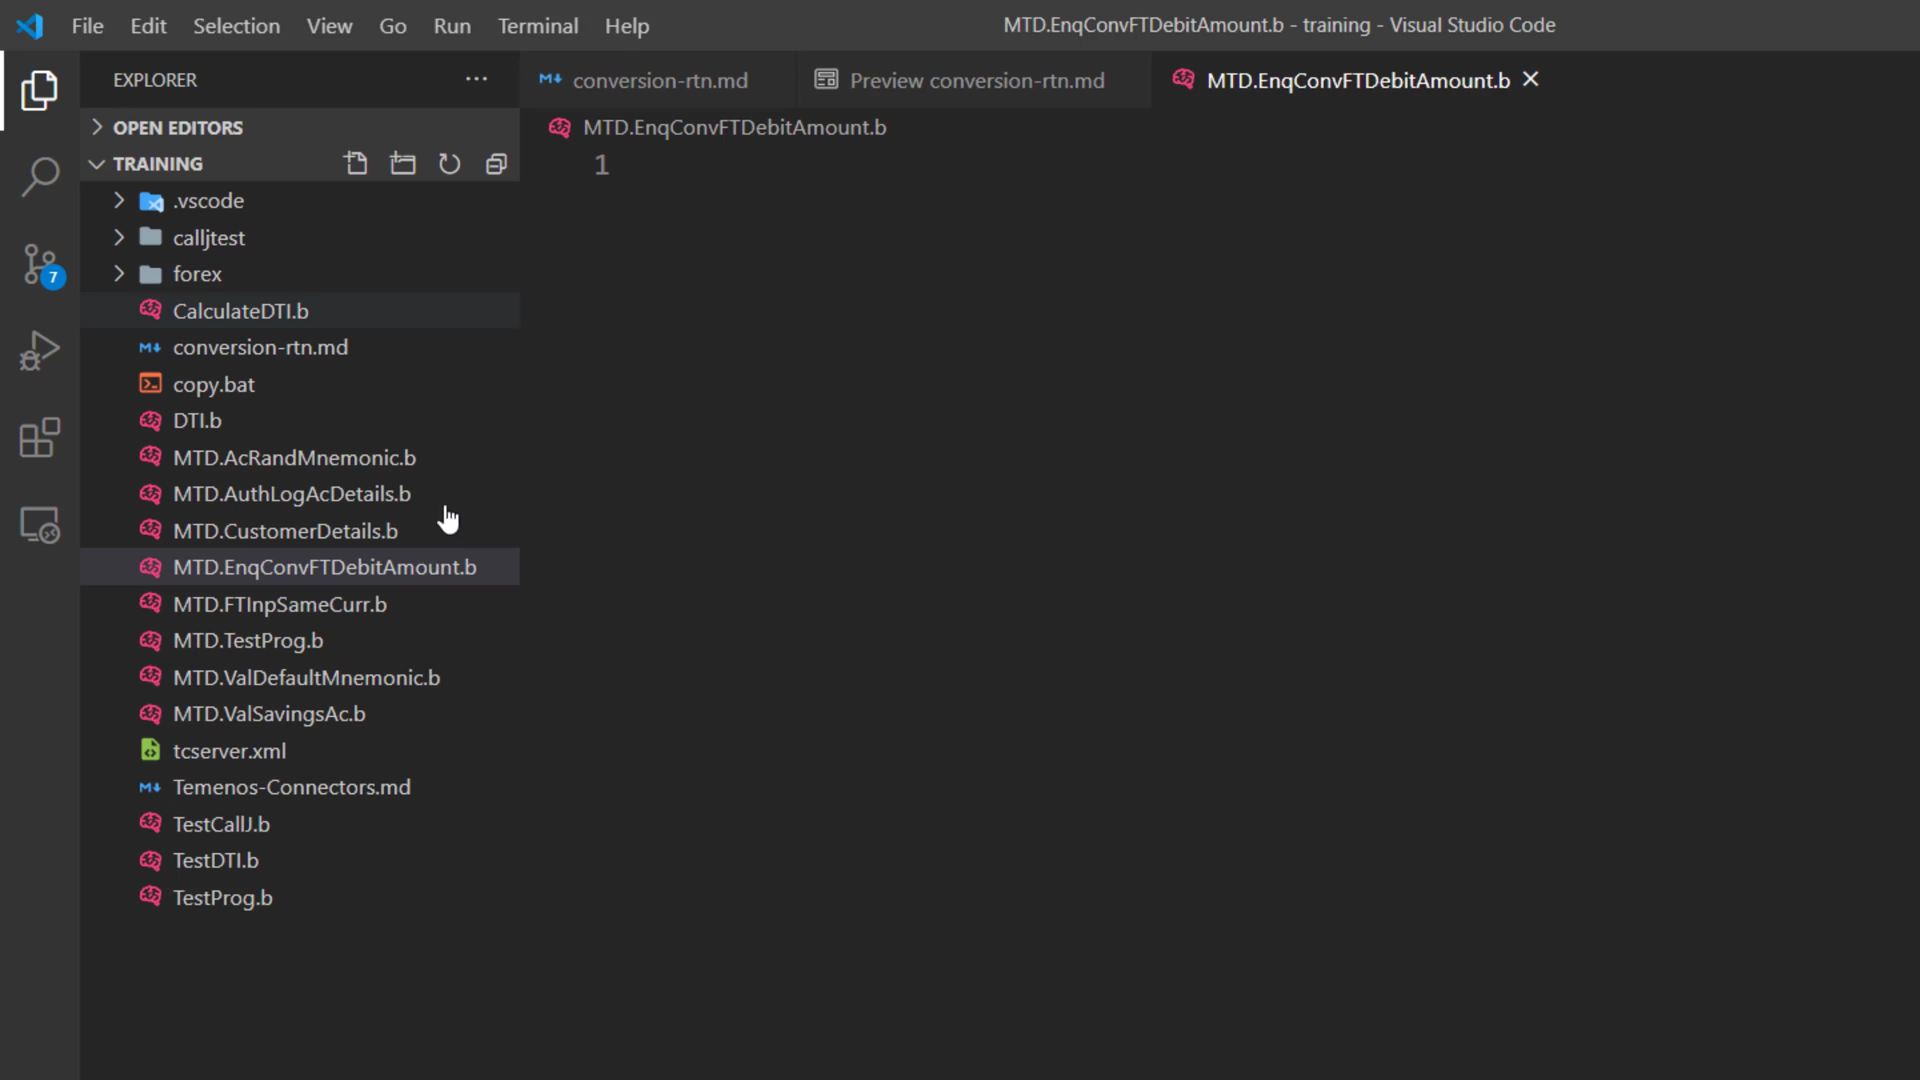 File Edit Selection View Go Run Terminal Help MTD.EnqConvFTDebitAmount.b - training - Visual Studio Code
EXPLORER ···
conversion-rtn.md Preview conversion-rtn.md MTD.EnqConvFTDebitAmount.b
OPEN EDITORS
MTD.EnqConvFTDebitAmount.b
TRAINING
1
.vscode
calljtest
7
forex
CalculateDTI.b
conversion-rtn.md
copy.bat
DTI.b
MTD.AcRandMnemonic.b
MTD.AuthLogAcDetails.b
MTD.CustomerDetails.b
MTD.EnqConvFTDebitAmount.b
MTD.FTInpSameCurr.b
MTD.TestProg.b
MTD.ValDefaultMnemonic.b
MTD.ValSavingsAc.b
tcserver.xml
Temenos-Connectors.md
TestCallJ.b
TestDTI.b
TestProg.b